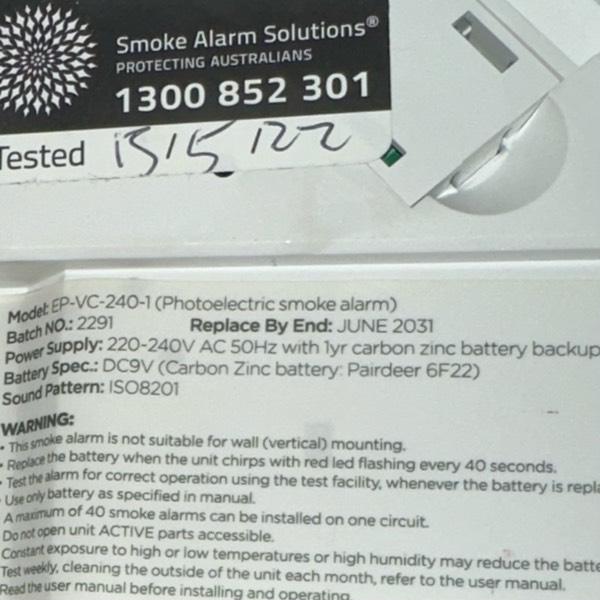 Smoke Alarm Solutions®
PROTECTING AUSTRALIANS
1300 852 301
Tested 13/5/22
Model: EP-VC-240-1 (Photoelectric smoke alarm)
Batch NO.: 2291 Replace By End: JUNE 2031
Power Supply: 220-240V AC 50Hz with 1yr carbon zinc battery backup
Battery Spec.: DC9V (Carbon Zinc battery: Pairdeer 6F22)
Sound Pattern: ISO8201
WARNING:
• This smoke alarm is not suitable for wall (vertical) mounting.
• Replace the battery when the unit chirps with red led flashing every 40 seconds.
• Test the alarm for correct operation using the test facility, whenever the battery is repla
• Use only battery as specified in manual.
A maximum of 40 smoke alarms can be installed on one circuit.
Do not open unit ACTIVE parts accessible.
Constant exposure to high or low temperatures or high humidity may reduce the batte
Test weekly, cleaning the outside of the unit each month, refer to the user manual.
Read the user manual before installing and operating.